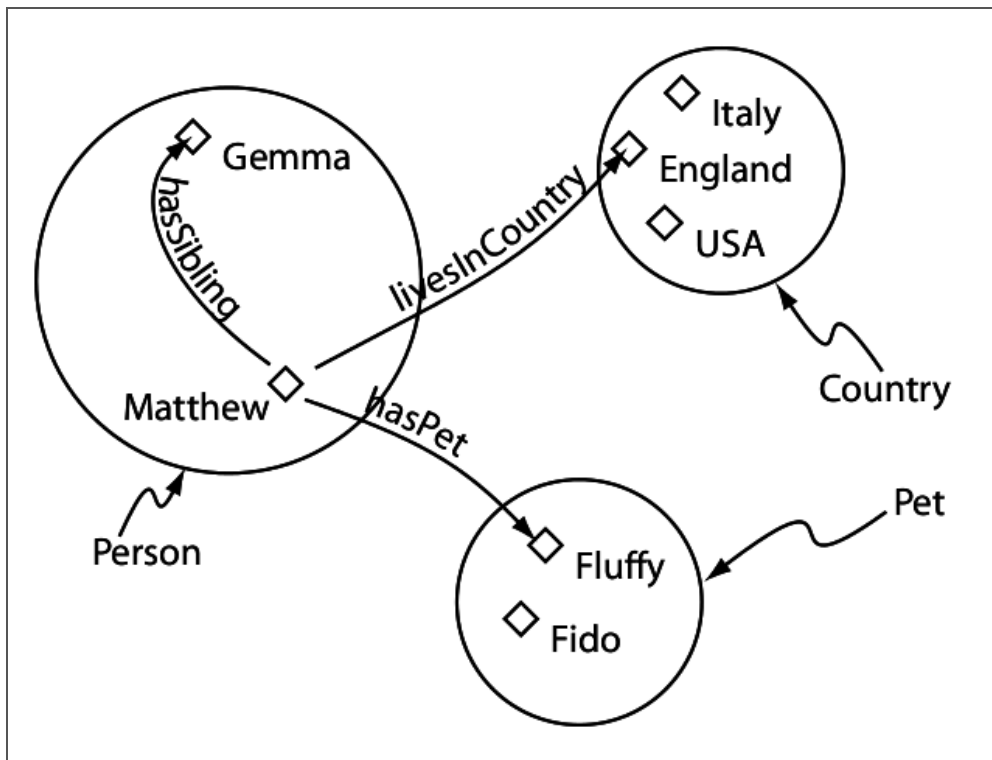 Italy
Gemma
England
hasSibling
livesInCountry
USA
Matthew
hasPet
Country
Person
Pet
Fluffy
Fido